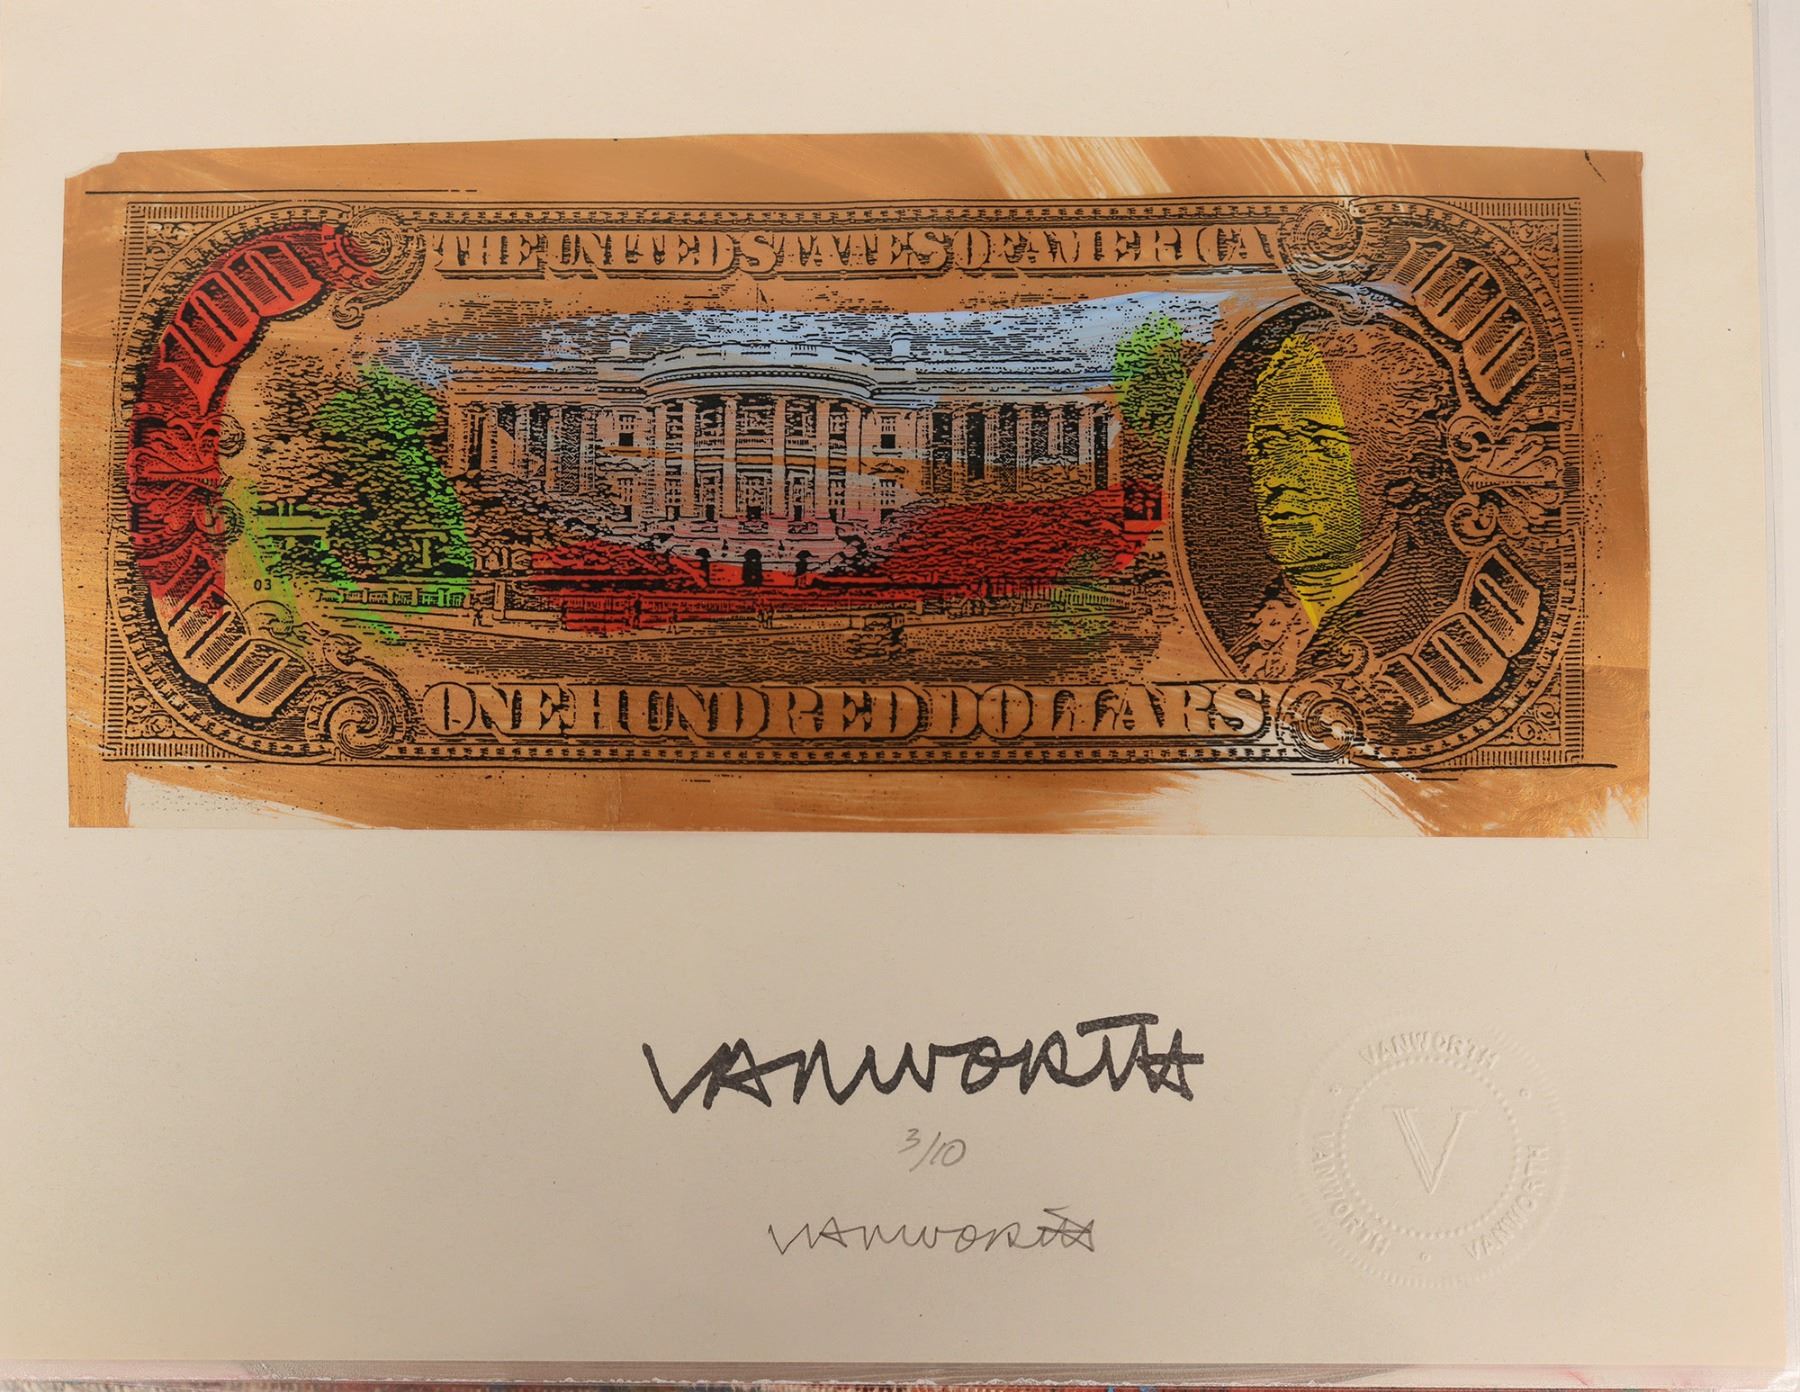 THE UNITED STATES OF AMERICA
100
100
03
100
100
ONE HUNDRED DOLLARS
VANWORTH
3/10
VANWORTH
VANWORTH
V
VANWORTH
VANWORTH